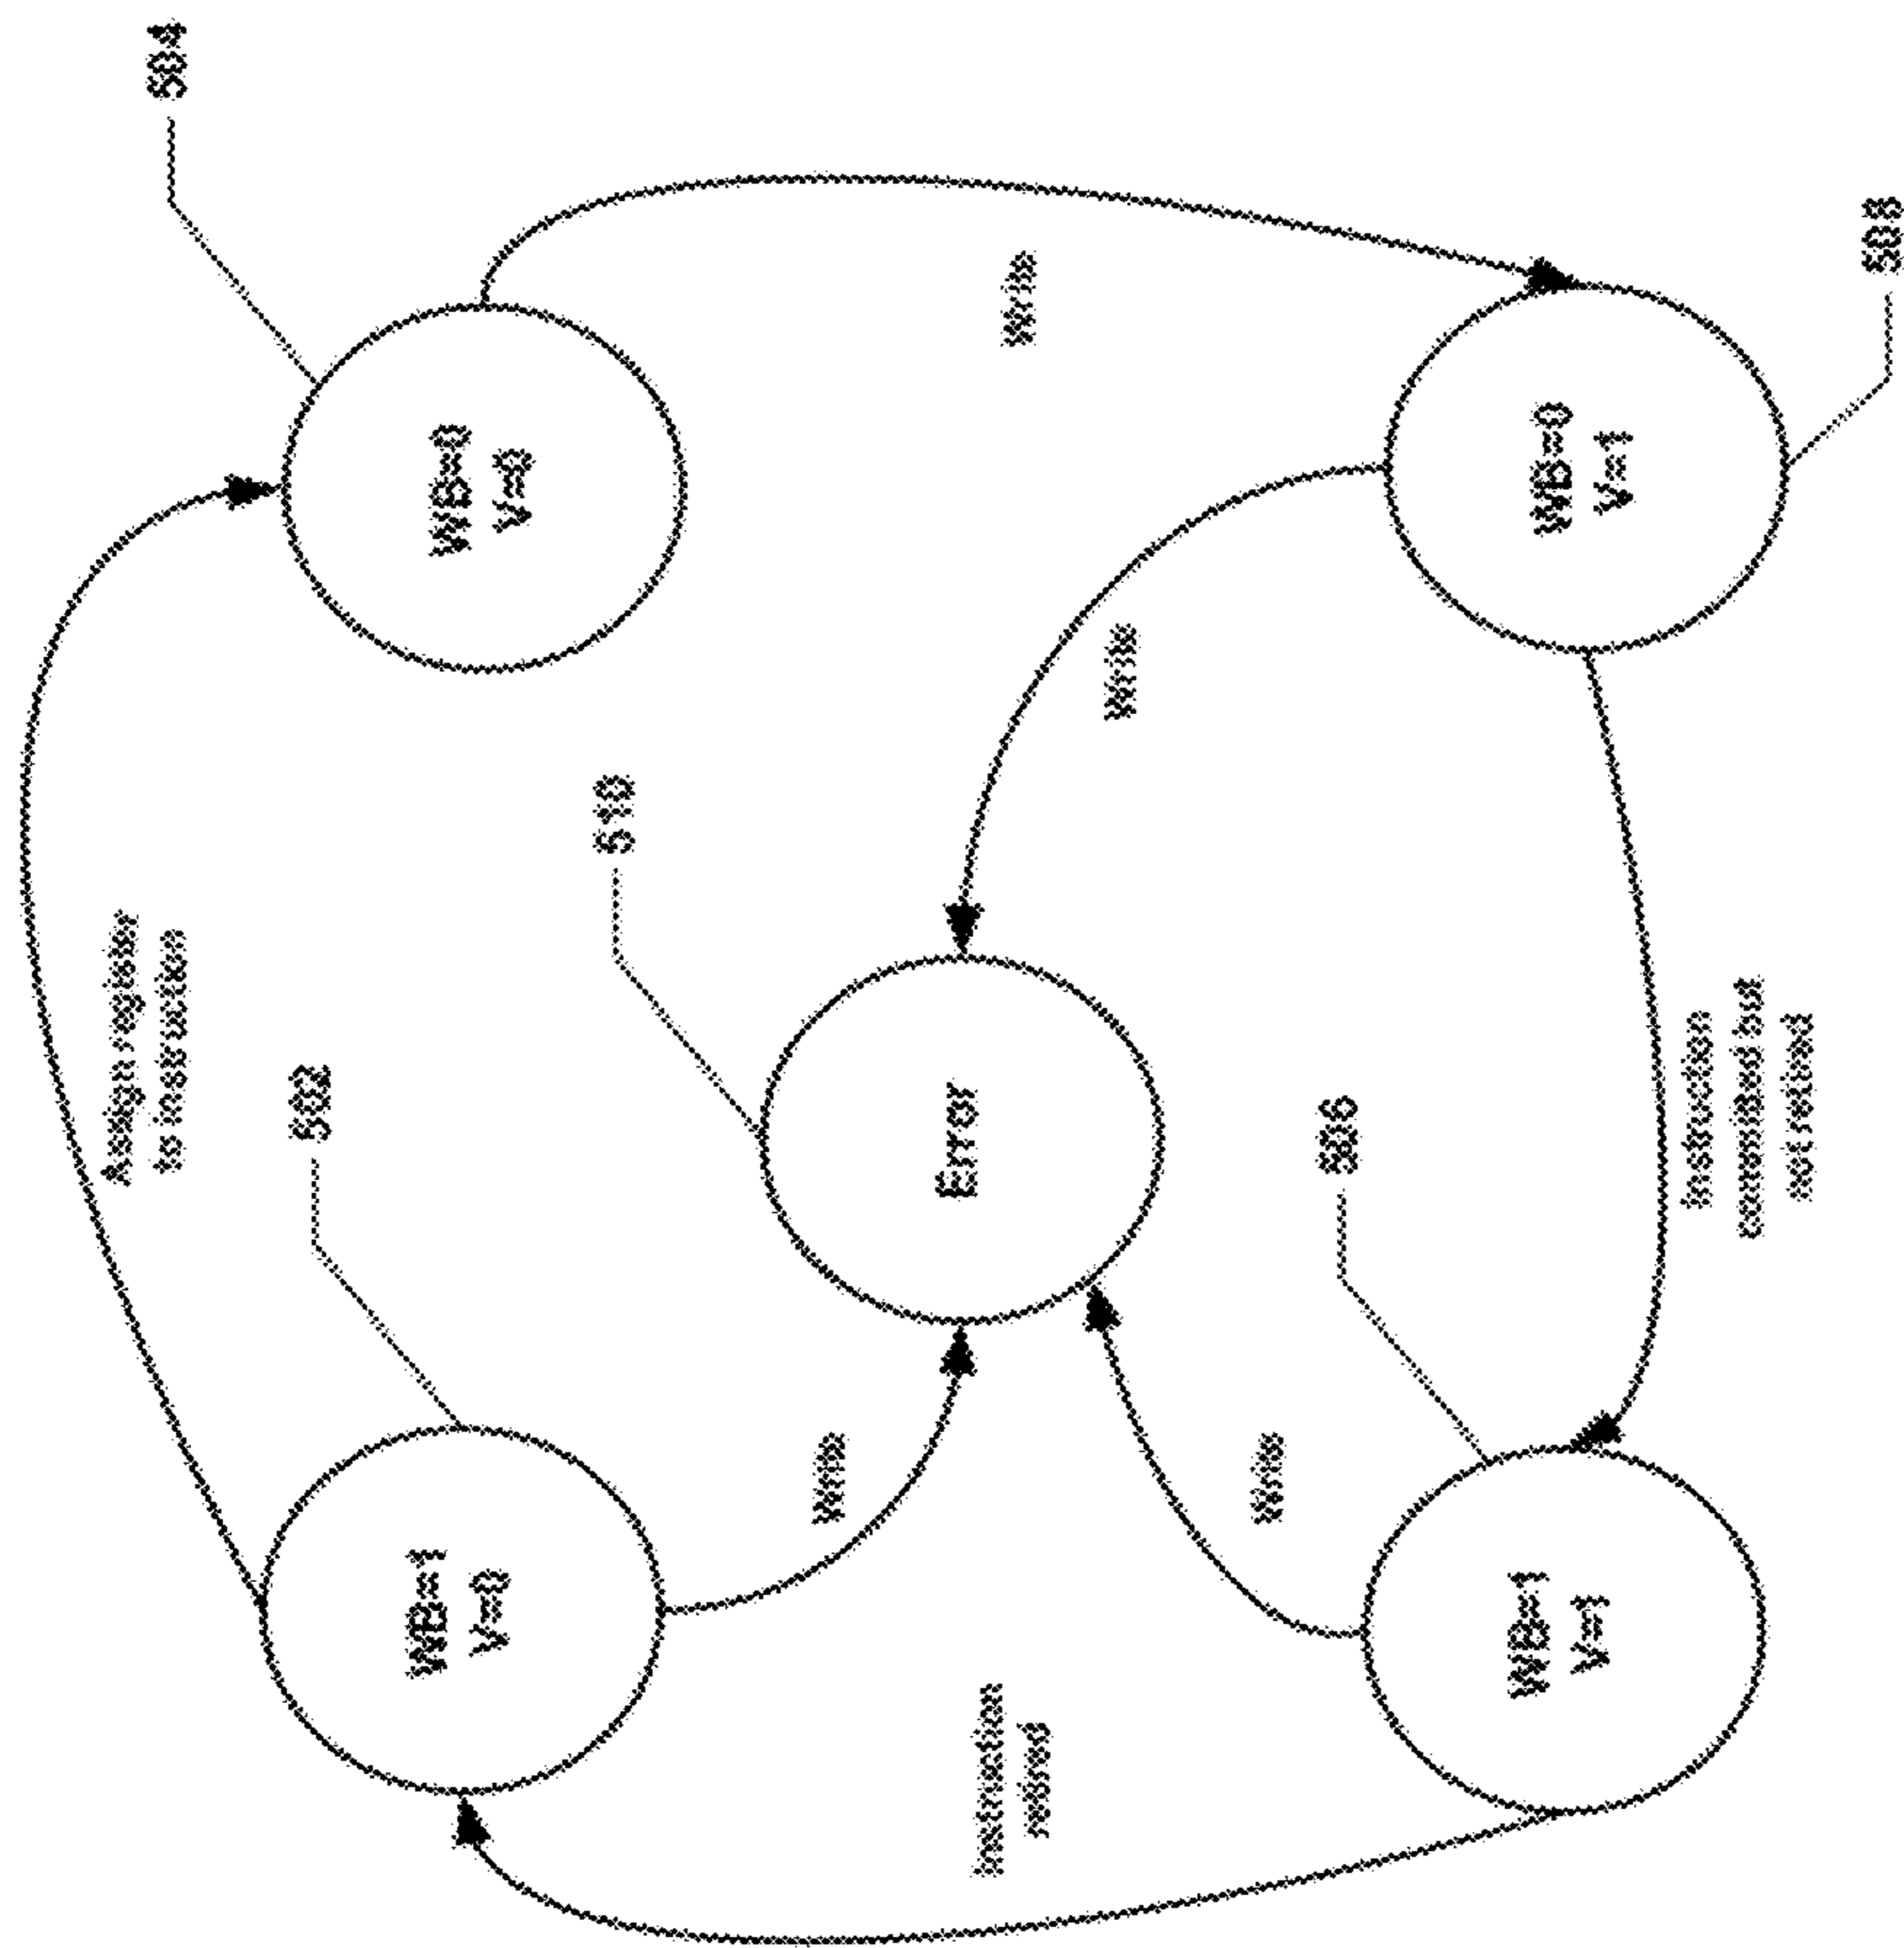 Assign register
to instruction
504
502
WB=1
V=0
WB=0
V=0
510
Write
Error
Instruction
retired
Write
Write
Write
506
WB=1
V=1
WB=0
V=1
Instruction
committed but
not retired
508